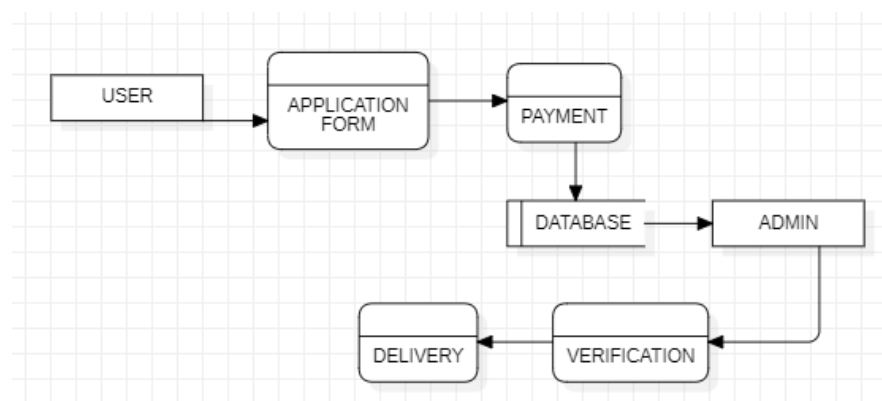 USER
APPLICATION
FORM
PAYMENT
DATABASE
ADMIN
DELIVERY
VERIFICATION